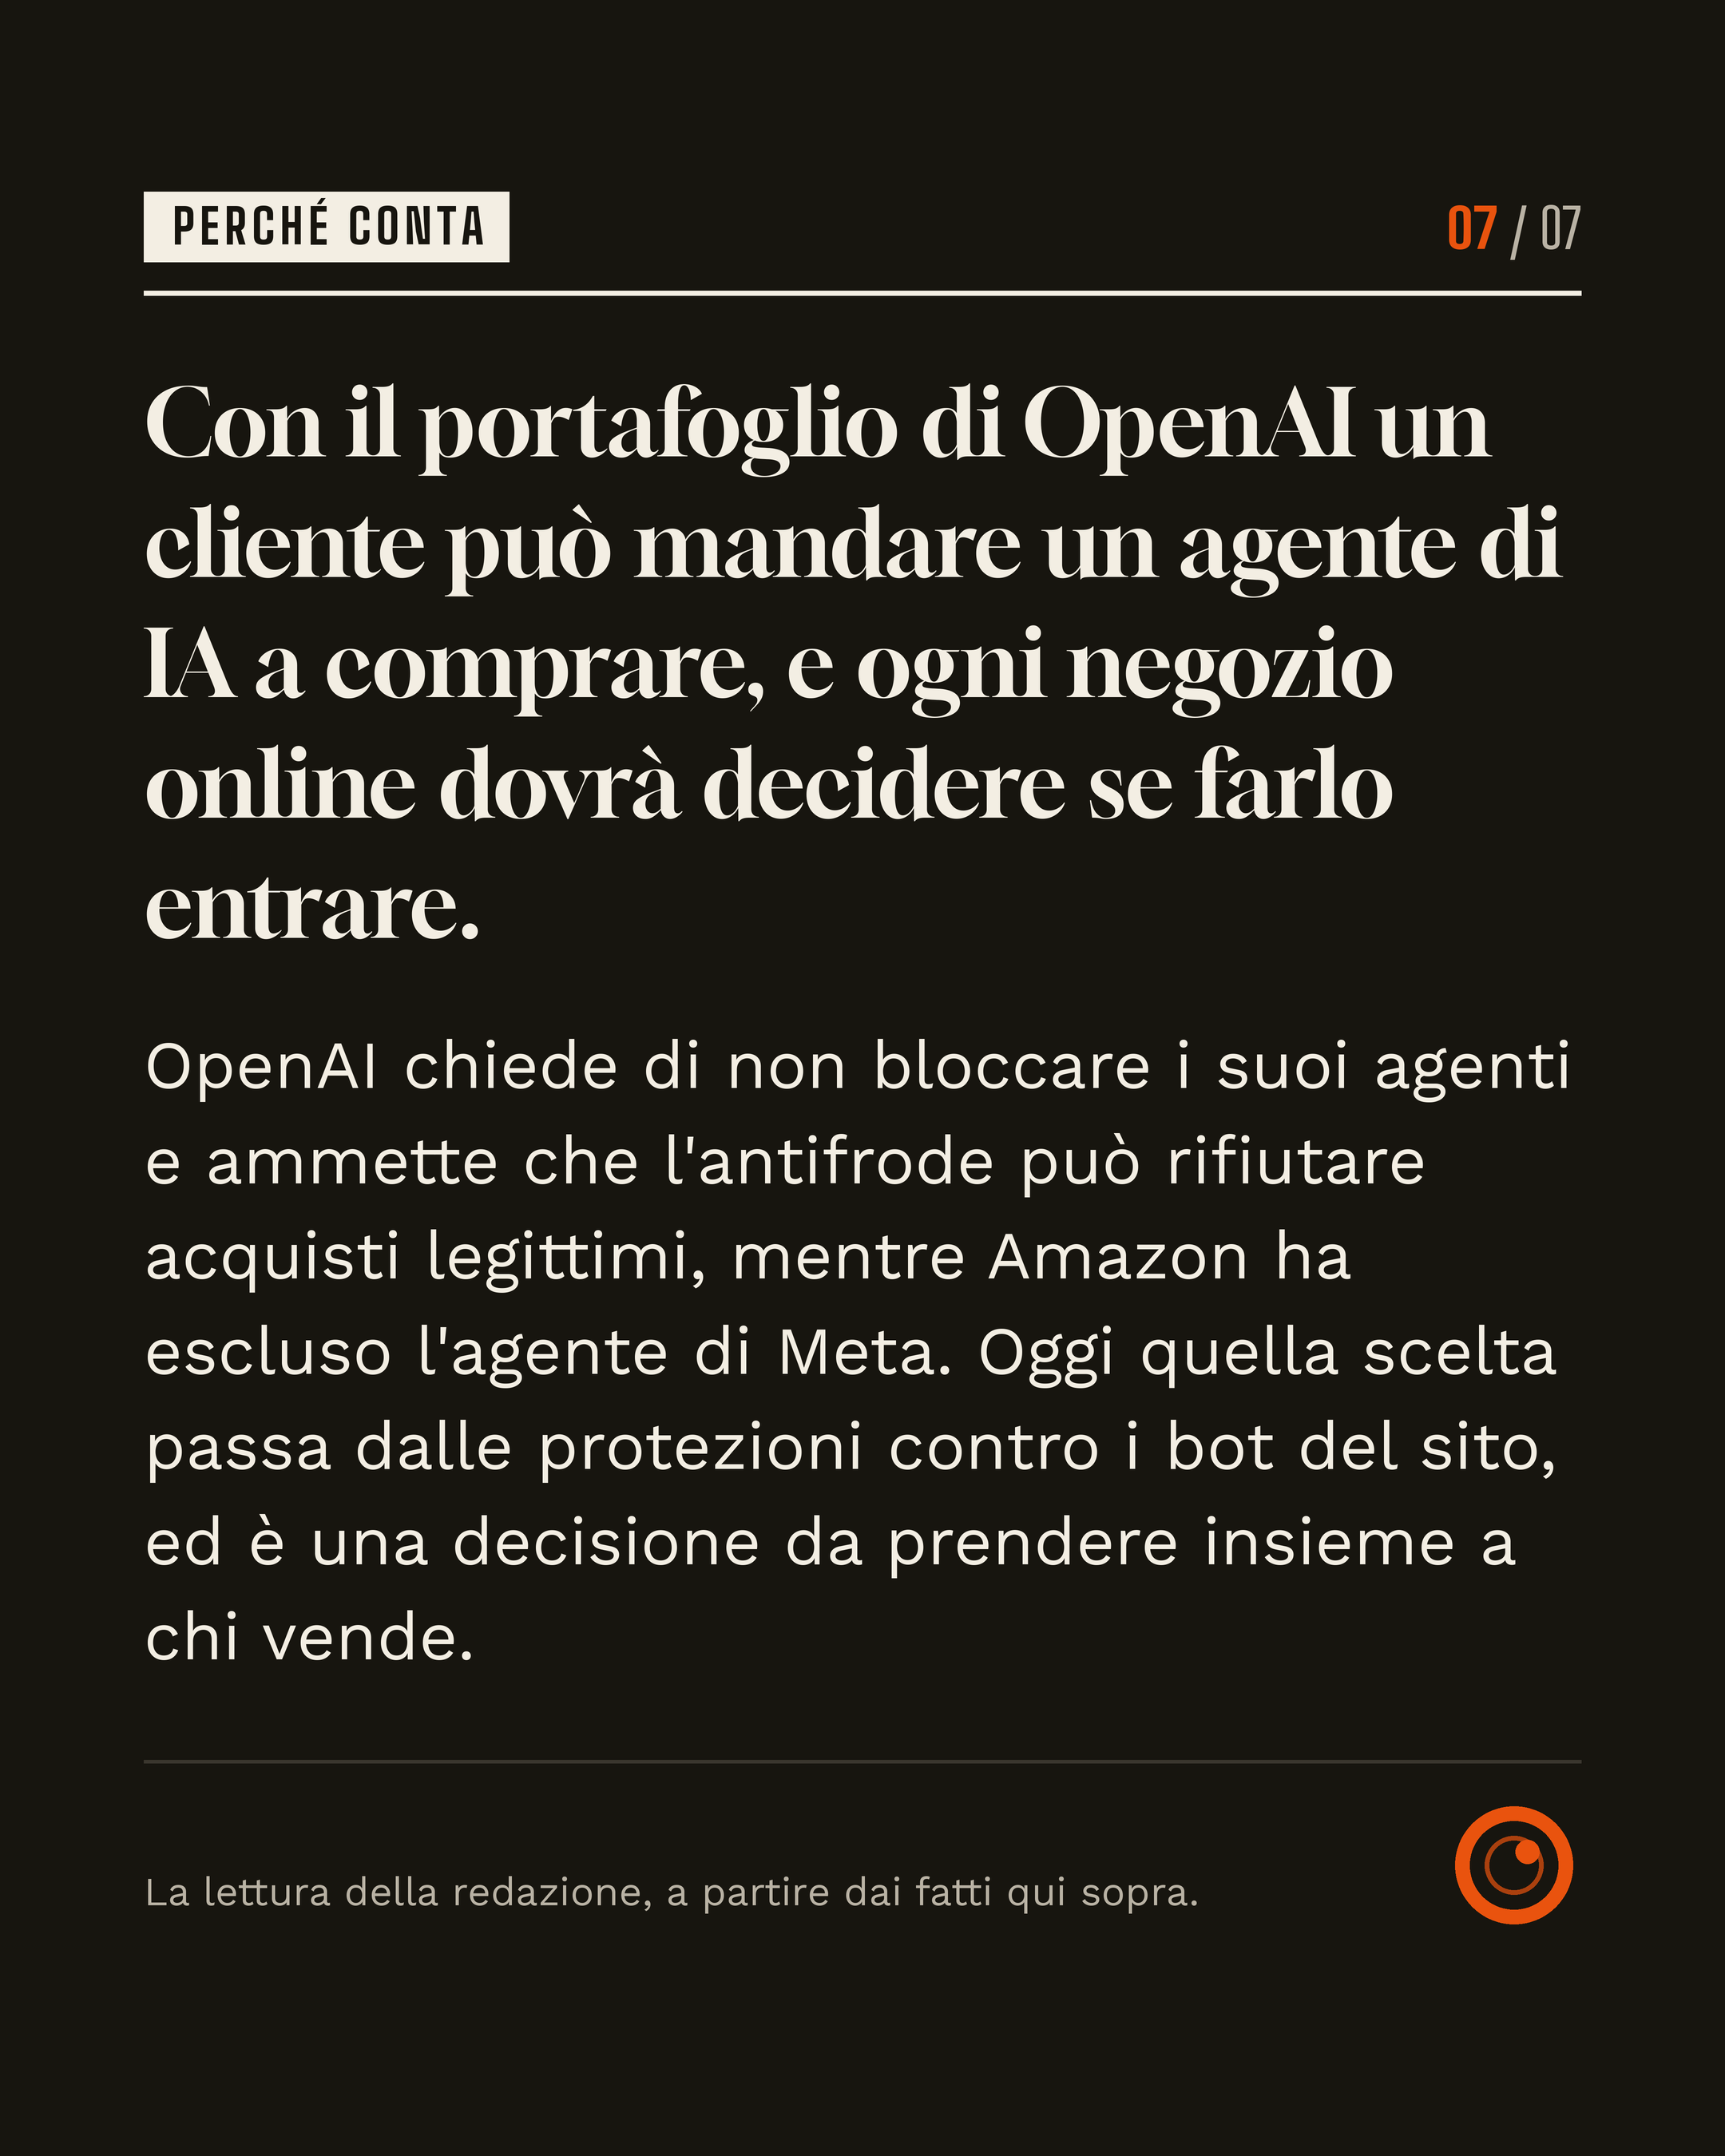 PERCHÉ CONTA
07 / 07
Con il portafoglio di OpenAI un
cliente può mandare un agente di
IA a comprare, e ogni negozio
online dovrà decidere se farlo
entrare.
OpenAI chiede di non bloccare i suoi agenti
e ammette che l'antifrode può rifiutare
acquisti legittimi, mentre Amazon ha
escluso l'agente di Meta. Oggi quella scelta
passa dalle protezioni contro i bot del sito,
ed è una decisione da prendere insieme a
chi vende.
La lettura della redazione, a partire dai fatti qui sopra.